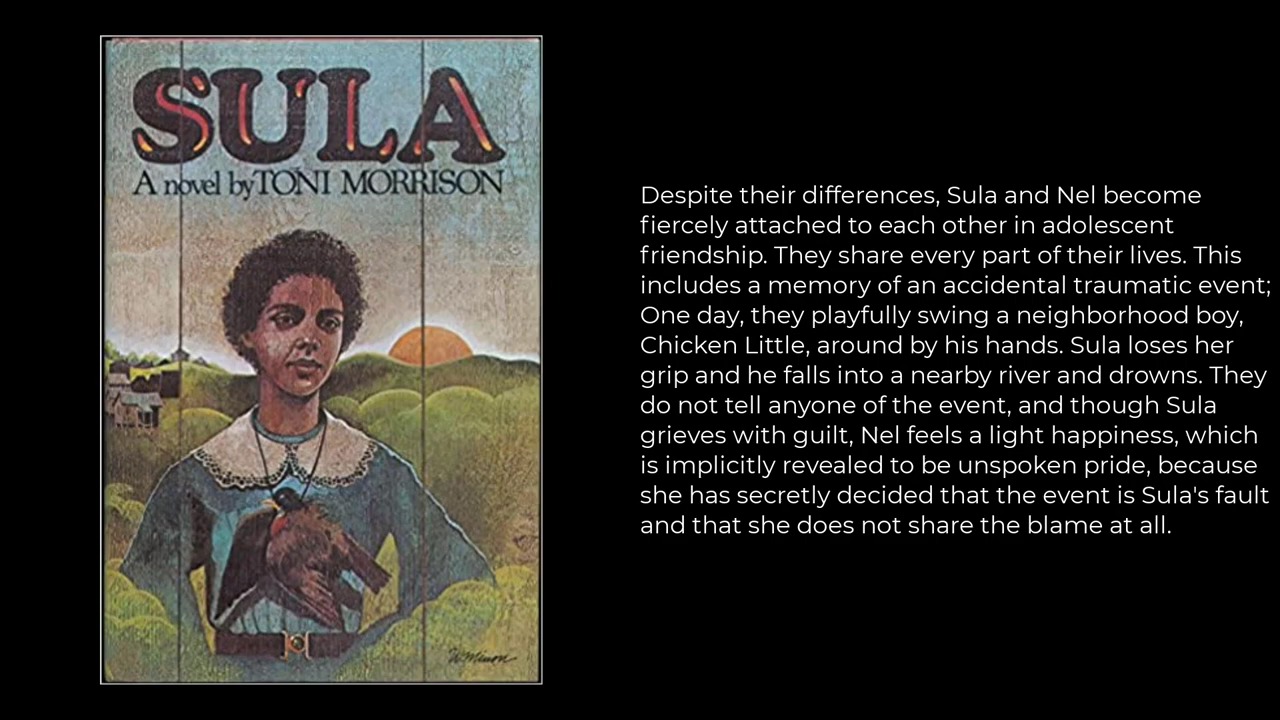 SULA
A novel by TONI MORRISON
W. Minor
Despite their differences, Sula and Nel become
fiercely attached to each other in adolescent
friendship. They share every part of their lives. This
includes a memory of an accidental traumatic event;
One day, they playfully swing a neighborhood boy,
Chicken Little, around by his hands. Sula loses her
grip and he falls into a nearby river and drowns. They
do not tell anyone of the event, and though Sula
grieves with guilt, Nel feels a light happiness, which
is implicitly revealed to be unspoken pride, because
she has secretly decided that the event is Sula's fault
and that she does not share the blame at all.